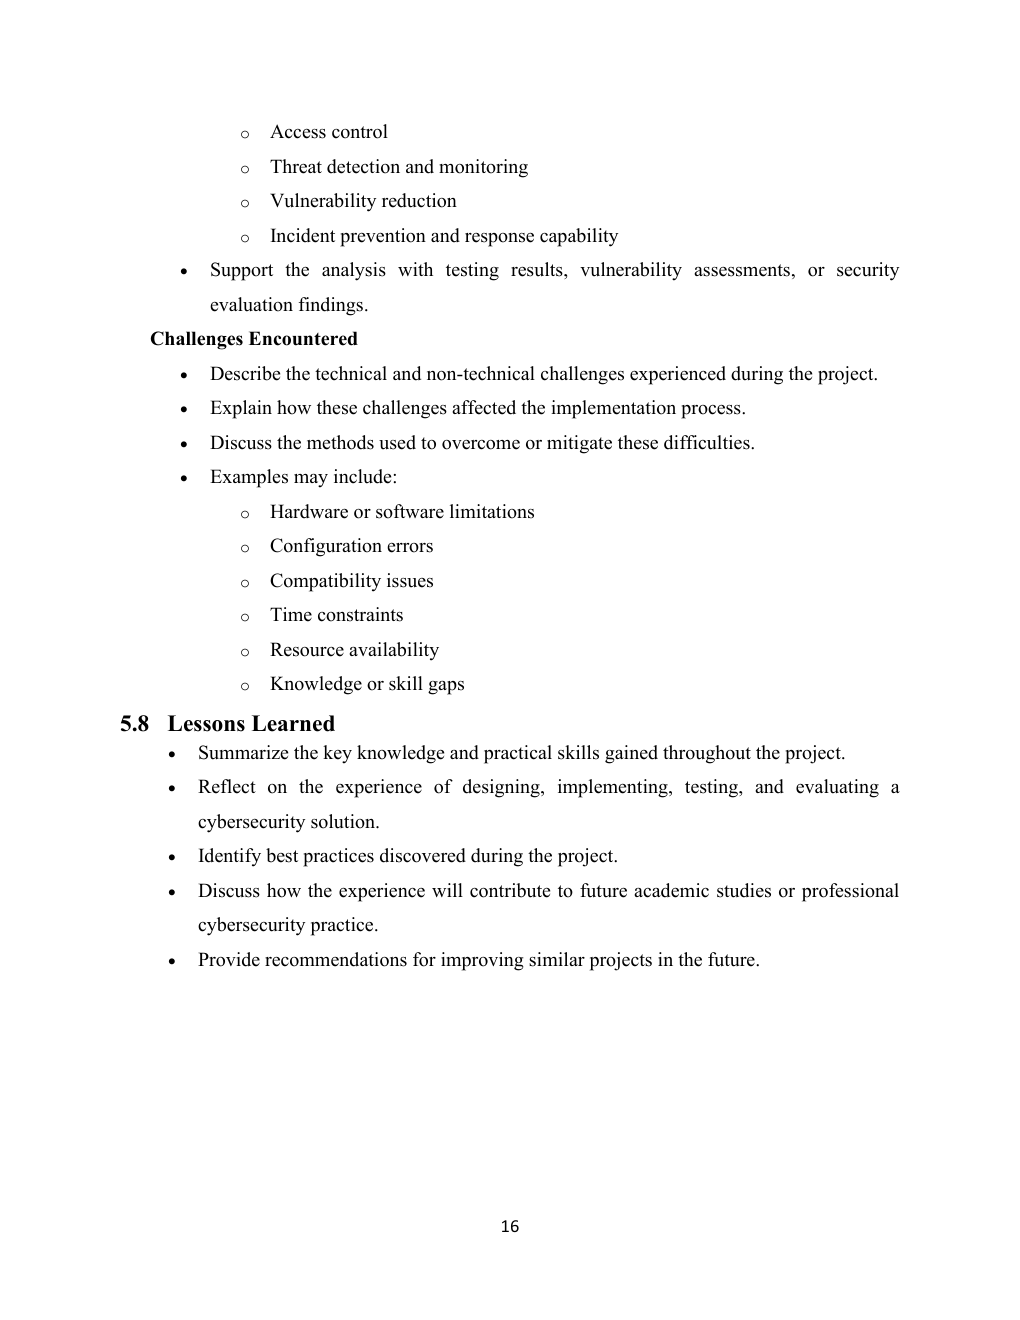 o Access control
o Threat detection and monitoring
o Vulnerability reduction
o Incident prevention and response capability
• Support the analysis with testing results, vulnerability assessments, or security
evaluation findings.
Challenges Encountered
• Describe the technical and non-technical challenges experienced during the project.
• Explain how these challenges affected the implementation process.
• Discuss the methods used to overcome or mitigate these difficulties.
• Examples may include:
o Hardware or software limitations
o Configuration errors
o Compatibility issues
o Time constraints
o Resource availability
o Knowledge or skill gaps
5.8 Lessons Learned
• Summarize the key knowledge and practical skills gained throughout the project.
• Reflect on the experience of designing, implementing, testing, and evaluating a
cybersecurity solution.
• Identify best practices discovered during the project.
• Discuss how the experience will contribute to future academic studies or professional
cybersecurity practice.
• Provide recommendations for improving similar projects in the future.
16